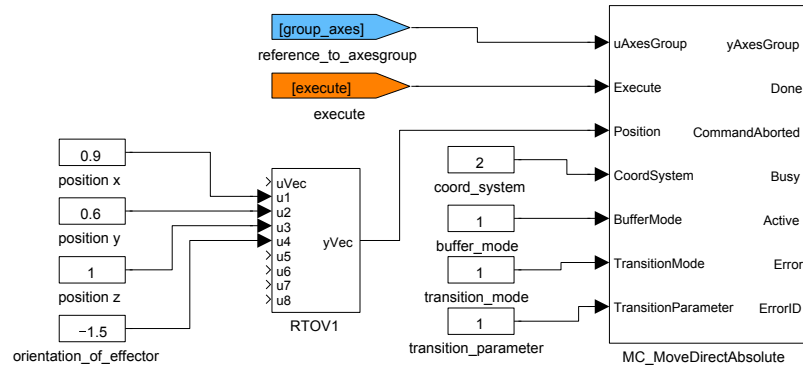 [group_axes]
reference_to_axesgroup
[execute]
execute
0.9
position x
0.6
position y
1
position z
−1.5
orientation_of_effector
uVec
u1
u2
u3
u4
u5
u6
u7
u8
yVec
RTOV1
2
coord_system
1
buffer_mode
1
transition_mode
1
transition_parameter
uAxesGroup yAxesGroup
Execute Done
Position CommandAborted
CoordSystem Busy
BufferMode Active
TransitionMode Error
TransitionParameter ErrorID
MC_MoveDirectAbsolute